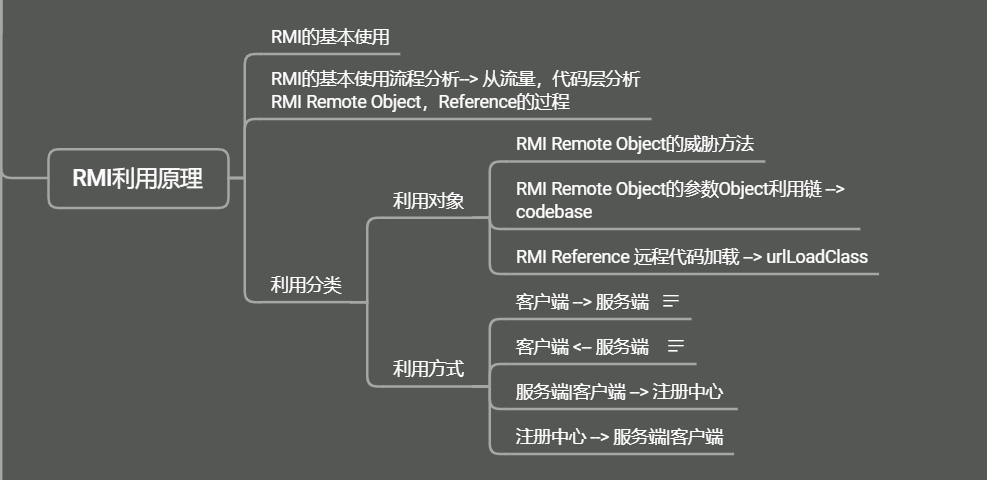 RMI的基本使用
RMI的基本使用流程分析--> 从流量，代码层分析
RMI Remote Object，Reference的过程
RMI利用原理
利用分类
利用对象
RMI Remote Object的威胁方法
RMI Remote Object的参数Object利用链 -->
codebase
RMI Reference 远程代码加载 --> urlLoadClass
利用方式
客户端 --> 服务端
客户端 <-- 服务端
服务端|客户端 --> 注册中心
注册中心 --> 服务端|客户端